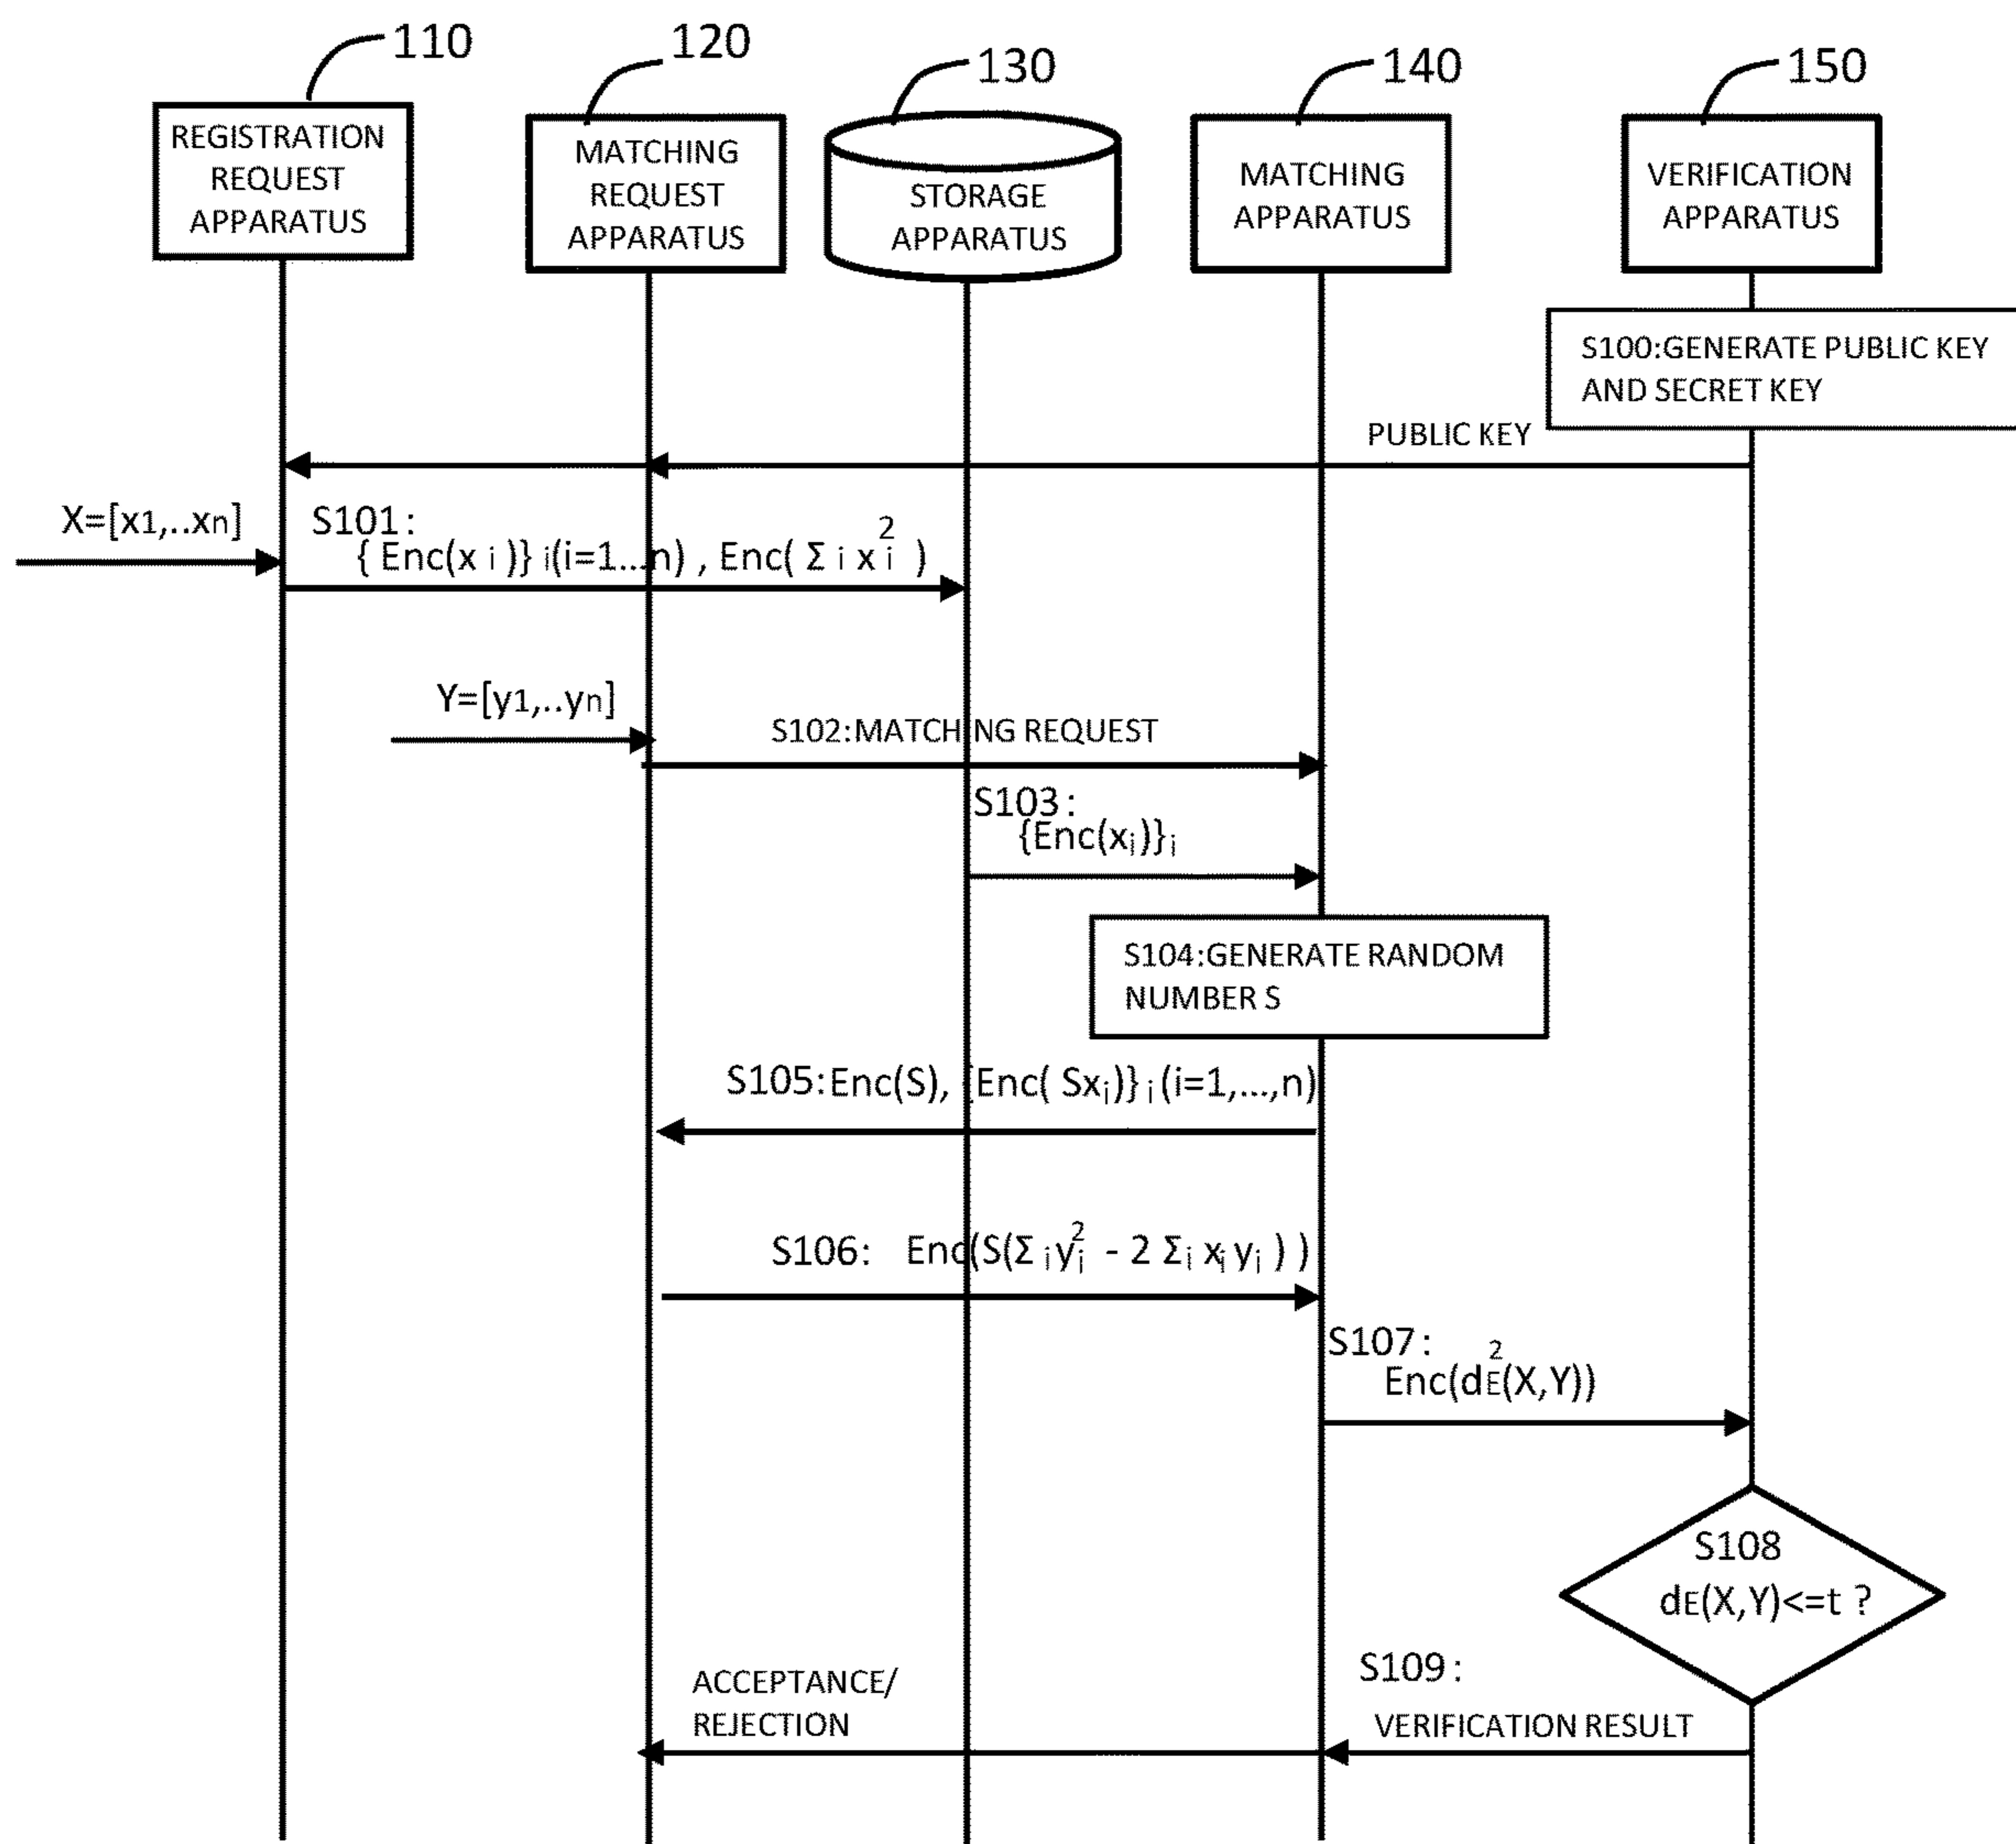 110
120
130
140
150
REGISTRATION
REQUEST
APPARATUS
MATCHING
REQUEST
APPARATUS
STORAGE
APPARATUS
MATCHING
APPARATUS
VERIFICATION
APPARATUS
S100:GENERATE PUBLIC KEY
AND SECRET KEY
PUBLIC KEY
X=[x1,..xn]
S101:
{ Enc(x i )} i(i=1...n) , Enc( Σ i x i ² )
Y=[y1,..yn]
S102:MATCHING REQUEST
S103:
{Enc(xᵢ)}ᵢ
S104:GENERATE RANDOM
NUMBER S
S105:Enc(S), {Enc( Sxᵢ)}ᵢ (i=1,...,n)
S106: Enc(S(Σ ᵢ yᵢ² - 2 Σᵢ xᵢ yᵢ ) )
S107:
Enc(dE²(X,Y))
S108
dE(X,Y)<=t ?
S109:
ACCEPTANCE/
REJECTION
VERIFICATION RESULT